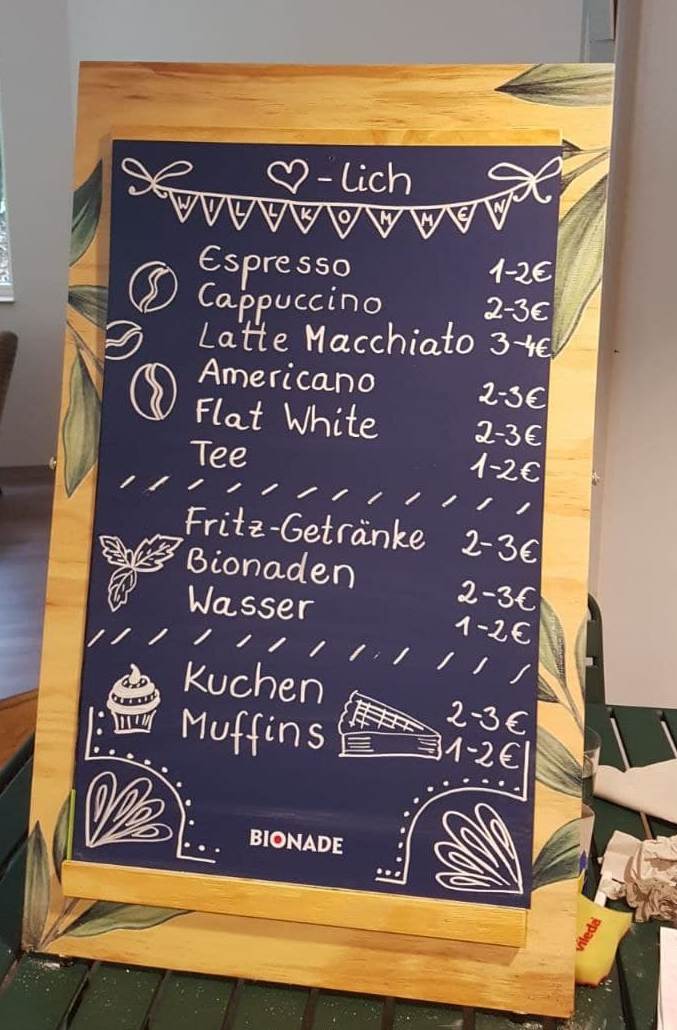 ♡-lich
WILLKOMMEN
Espresso 1-2€
Cappuccino 2-3€
Latte Macchiato 3-4€
Americano 2-3€
Flat White 2-3€
Tee 1-2€
Fritz-Getränke 2-3€
Bionaden 2-3€
Wasser 1-2€
Kuchen 2-3€
Muffins 1-2€
BIONADE
vileda